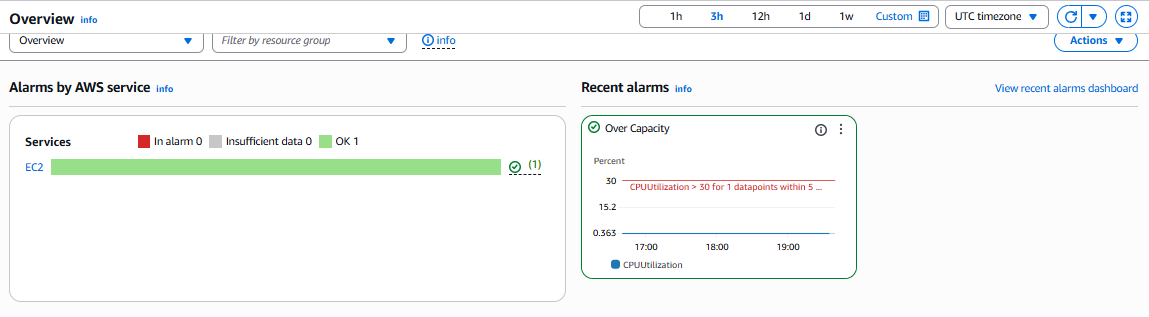 Overview info
1h 3h 12h 1d 1w Custom UTC timezone
Overview Filter by resource group info Actions
Alarms by AWS service info
Services In alarm 0 Insufficient data 0 OK 1
EC2 (1)
Recent alarms info View recent alarms dashboard
Over Capacity
Percent
30
CPUUtilization > 30 for 1 datapoints within 5 ...
15.2
0.363
17:00 18:00 19:00
CPUUtilization